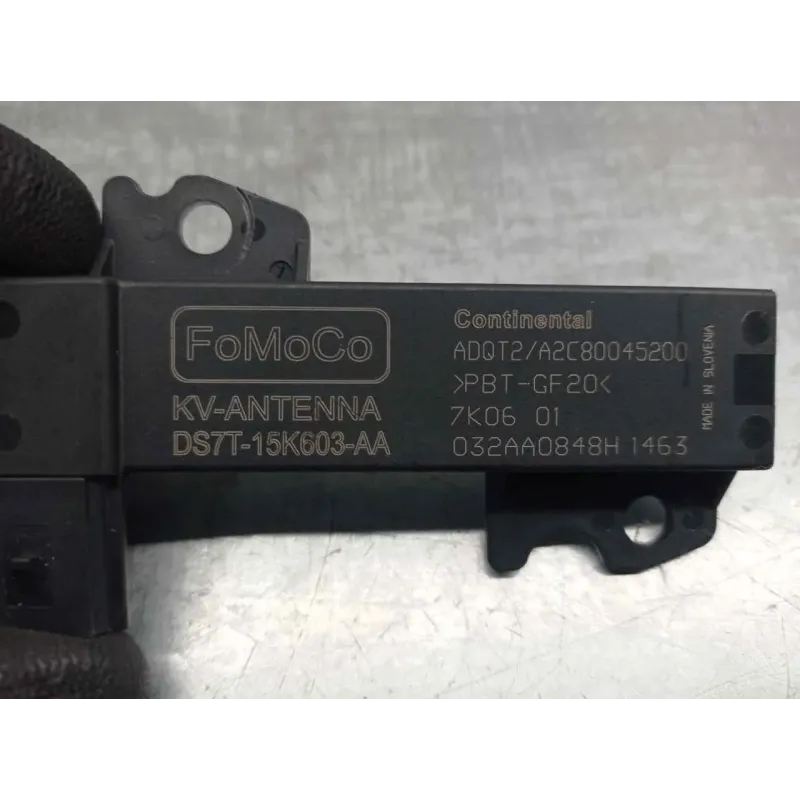 FoMoCo
KV-ANTENNA
DS7T-15K603-AA
Continental
ADQT2/A2C80045200
>PBT-GF20<
7K06 01
032AA0848H 1463
MADE IN SLOVENIA